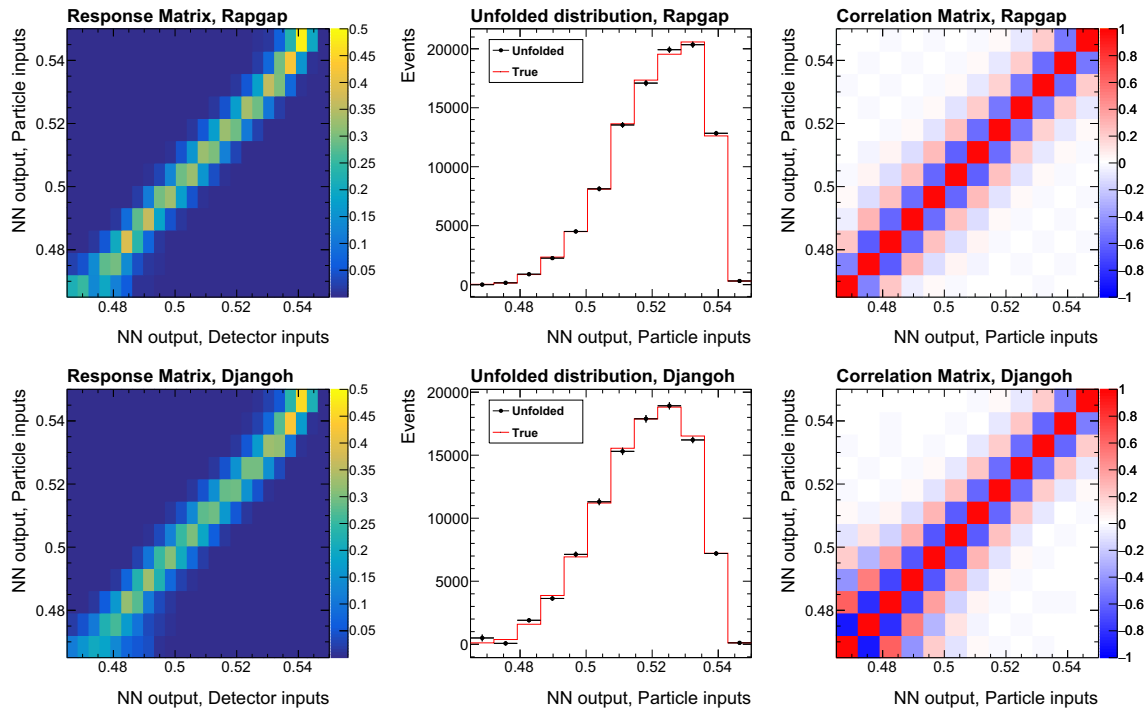 Response Matrix, Rapgap
NN output, Particle inputs
0.54
0.52
0.5
0.48
0.48 0.5 0.52 0.54
NN output, Detector inputs
0.5
0.45
0.4
0.35
0.3
0.25
0.2
0.15
0.1
0.05
Unfolded distribution, Rapgap
Events
20000
15000
10000
5000
0
Unfolded
True
0.48 0.5 0.52 0.54
NN output, Particle inputs
Correlation Matrix, Rapgap
NN output, Particle inputs
0.54
0.52
0.5
0.48
0.48 0.5 0.52 0.54
NN output, Particle inputs
1
0.8
0.6
0.4
0.2
0
−0.2
−0.4
−0.6
−0.8
−1
Response Matrix, Djangoh
NN output, Particle inputs
0.54
0.52
0.5
0.48
0.48 0.5 0.52 0.54
NN output, Detector inputs
0.5
0.45
0.4
0.35
0.3
0.25
0.2
0.15
0.1
0.05
0
Unfolded distribution, Djangoh
Events
20000
18000
16000
14000
12000
10000
8000
6000
4000
2000
0
Unfolded
True
0.48 0.5 0.52 0.54
NN output, Particle inputs
Correlation Matrix, Djangoh
NN output, Particle inputs
0.54
0.52
0.5
0.48
0.48 0.5 0.52 0.54
NN output, Particle inputs
1
0.8
0.6
0.4
0.2
0
−0.2
−0.4
−0.6
−0.8
−1